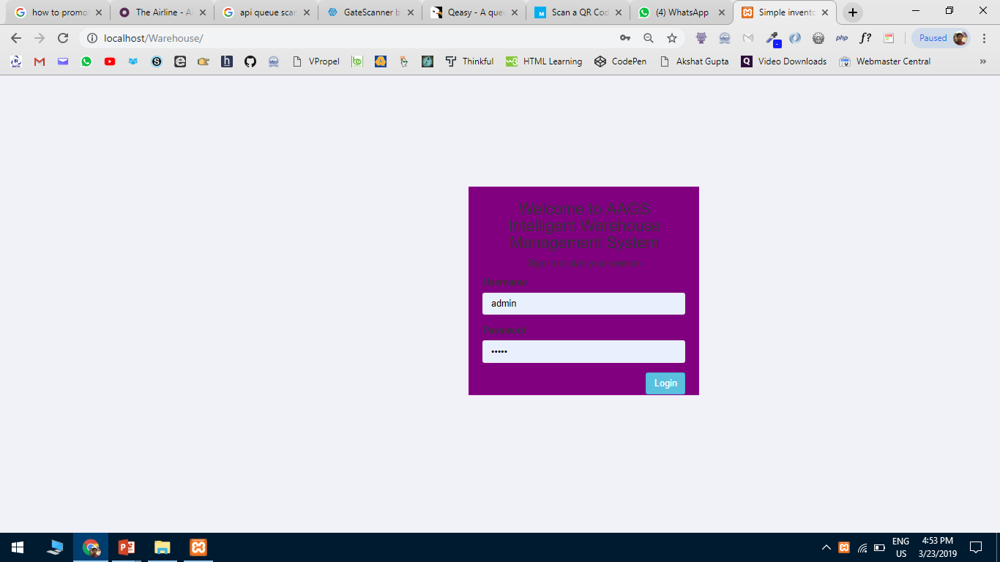 how to promo
The Airline - A
api queue scar
GateScanner b
Qeasy - A que
Scan a QR Cod
(4) WhatsApp
Simple invento
localhost/Warehouse/
php
f?
Paused
VPropel
Thinkful
HTML Learning
CodePen
Akshat Gupta
Video Downloads
Webmaster Central
Welcome to AAGS
Intelligent Warehouse
Management System
Sign in to start your session
Username
admin
Password
•••••
Login
ENG
US
4:53 PM
3/23/2019